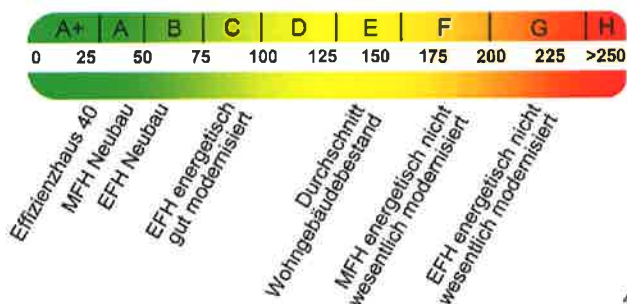 A+ A B C D E F G H
0 25 50 75 100 125 150 175 200 225 >250
Effizienzhaus 40
MFH Neubau
EFH Neubau
EFH energetisch
gut modernisiert
Durchschnitt
Wohngebäudebestand
MFH energetisch nicht
wesentlich modernisiert
EFH energetisch nicht
wesentlich modernisiert